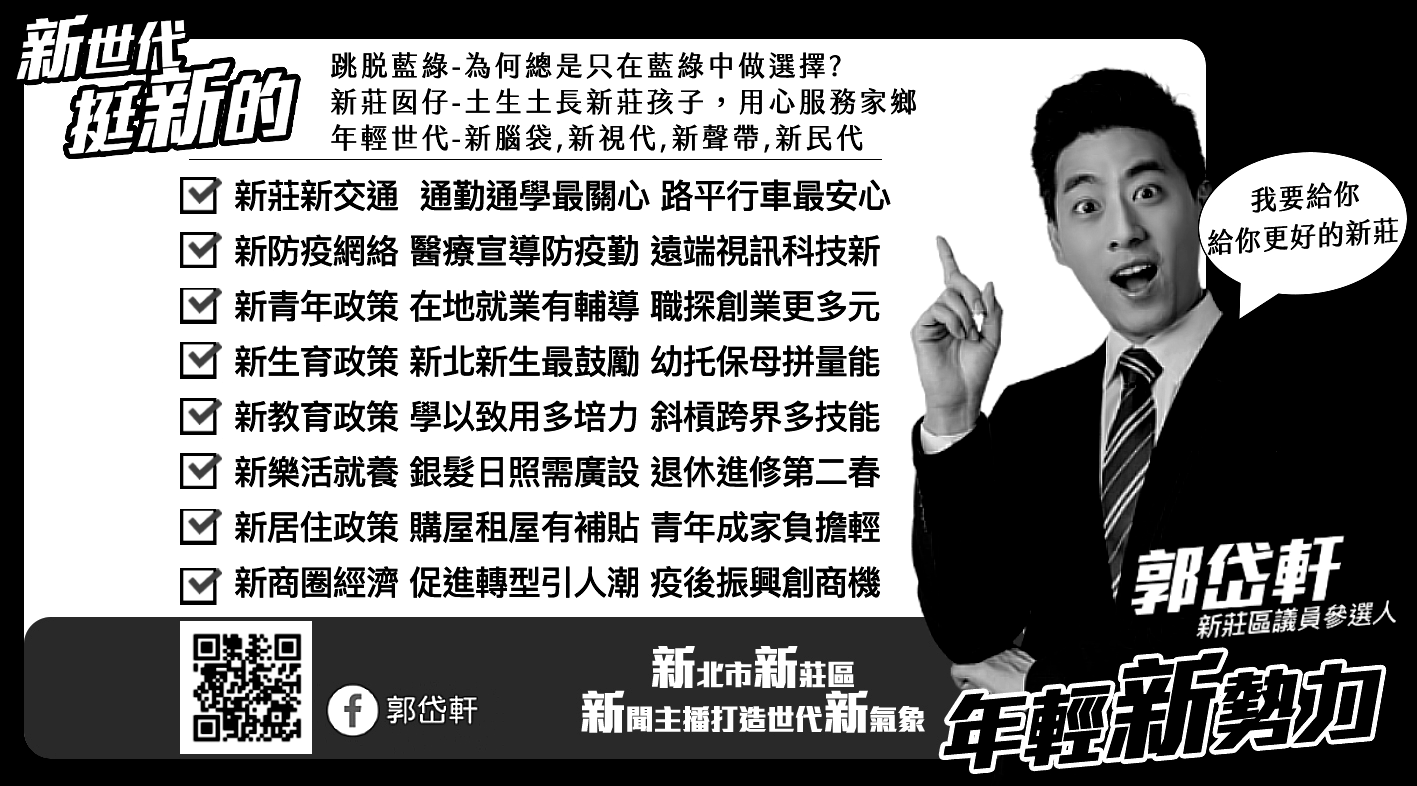 新世代
挺新的
跳脫藍綠-為何總是只在藍綠中做選擇?
新莊囡仔-土生土長新莊孩子，用心服務家鄉
年輕世代-新腦袋,新視代,新聲帶,新民代
新莊新交通 通勤通學最關心 路平行車最安心
新防疫網絡 醫療宣導防疫勤 遠端視訊科技新
新青年政策 在地就業有輔導 職探創業更多元
新生育政策 新北新生最鼓勵 幼托保母拼量能
新教育政策 學以致用多培力 斜槓跨界多技能
新樂活就養 銀髮日照需廣設 退休進修第二春
新居住政策 購屋租屋有補貼 青年成家負擔輕
新商圈經濟 促進轉型引人潮 疫後振興創商機
我要給你
給你更好的新莊
郭岱軒
新莊區議員參選人
f 郭岱軒
新北市新莊區
新聞主播打造世代新氣象
年輕新勢力